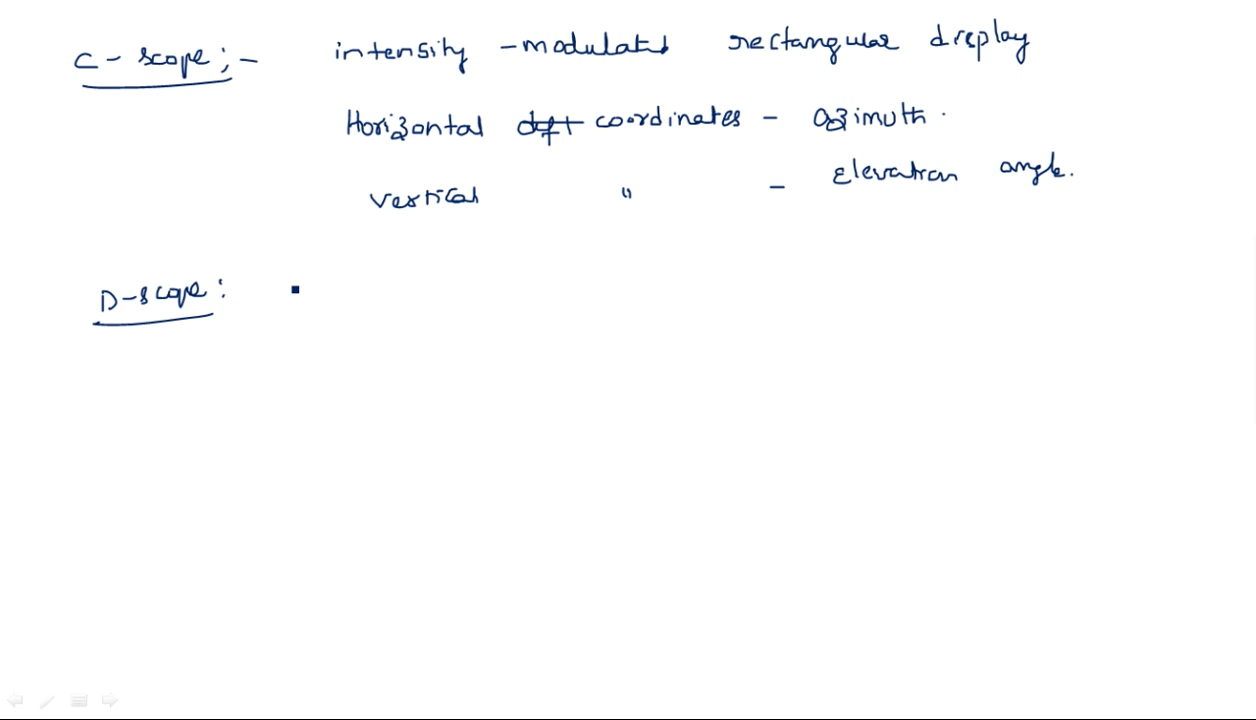 C - scope ; - intensity - modulated rectangular display
Horizontal coordinates - azimuth .
vertical " - Elevation angle.
D-scope :